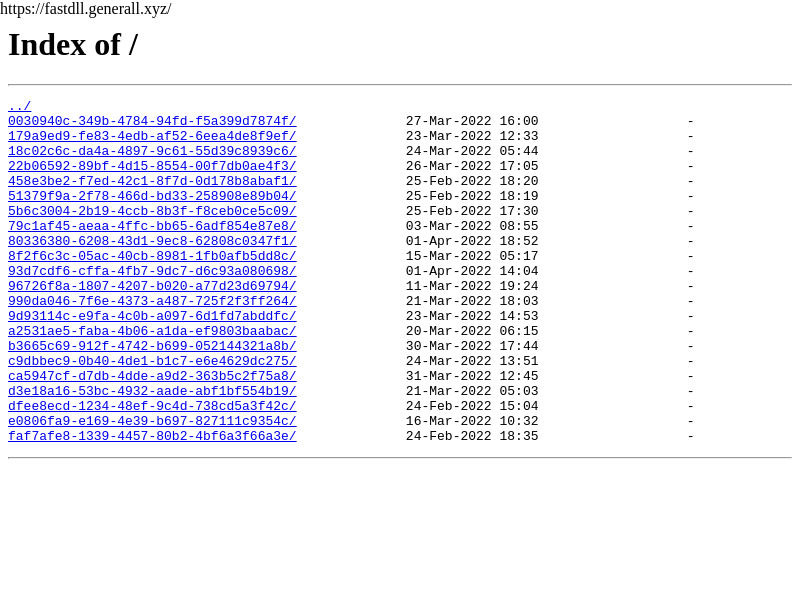 https://fastdll.generall.xyz/
Index of /
../
0030940c-349b-4784-94fd-f5a399d7874f/ 27-Mar-2022 16:00 -
179a9ed9-fe83-4edb-af52-6eea4de8f9ef/ 23-Mar-2022 12:33 -
18c02c6c-da4a-4897-9c61-55d39c8939c6/ 24-Mar-2022 05:44 -
22b06592-89bf-4d15-8554-00f7db0ae4f3/ 26-Mar-2022 17:05 -
458e3be2-f7ed-42c1-8f7d-0d178b8abaf1/ 25-Feb-2022 18:20 -
51379f9a-2f78-466d-bd33-258908e89b04/ 25-Feb-2022 18:19 -
5b6c3004-2b19-4ccb-8b3f-f8ceb0ce5c09/ 25-Feb-2022 17:30 -
79c1af45-aeaa-4ffc-bb65-6adf854e87e8/ 03-Mar-2022 08:55 -
80336380-6208-43d1-9ec8-62808c0347f1/ 01-Apr-2022 18:52 -
8f2f6c3c-05ac-40cb-8981-1fb0afb5dd8c/ 15-Mar-2022 05:17 -
93d7cdf6-cffa-4fb7-9dc7-d6c93a080698/ 01-Apr-2022 14:04 -
96726f8a-1807-4207-b020-a77d23d69794/ 11-Mar-2022 19:24 -
990da046-7f6e-4373-a487-725f2f3ff264/ 21-Mar-2022 18:03 -
9d93114c-e9fa-4c0b-a097-6d1fd7abddfc/ 23-Mar-2022 14:53 -
a2531ae5-faba-4b06-a1da-ef9803baabac/ 20-Mar-2022 06:15 -
b3665c69-912f-4742-b699-052144321a8b/ 30-Mar-2022 17:44 -
c9dbbec9-0b40-4de1-b1c7-e6e4629dc275/ 24-Mar-2022 13:51 -
ca5947cf-d7db-4dde-a9d2-363b5c2f75a8/ 31-Mar-2022 12:45 -
d3e18a16-53bc-4932-aade-abf1bf554b19/ 21-Mar-2022 05:03 -
dfee8ecd-1234-48ef-9c4d-738cd5a3f42c/ 24-Feb-2022 15:04 -
e0806fa9-e169-4e39-b697-827111c9354c/ 16-Mar-2022 10:32 -
faf7afe8-1339-4457-80b2-4bf6a3f66a3e/ 24-Feb-2022 18:35 -